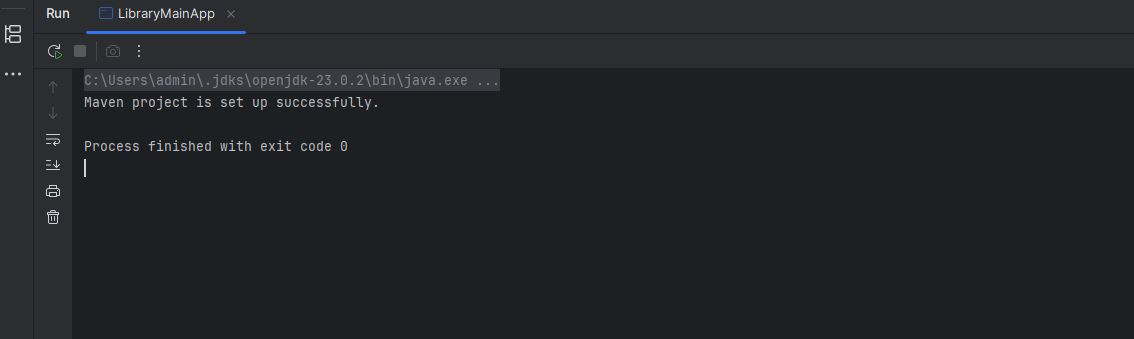 Run LibraryMainApp
C:\Users\admin\.jdks\openjdk-23.0.2\bin\java.exe ...
Maven project is set up successfully.
Process finished with exit code 0